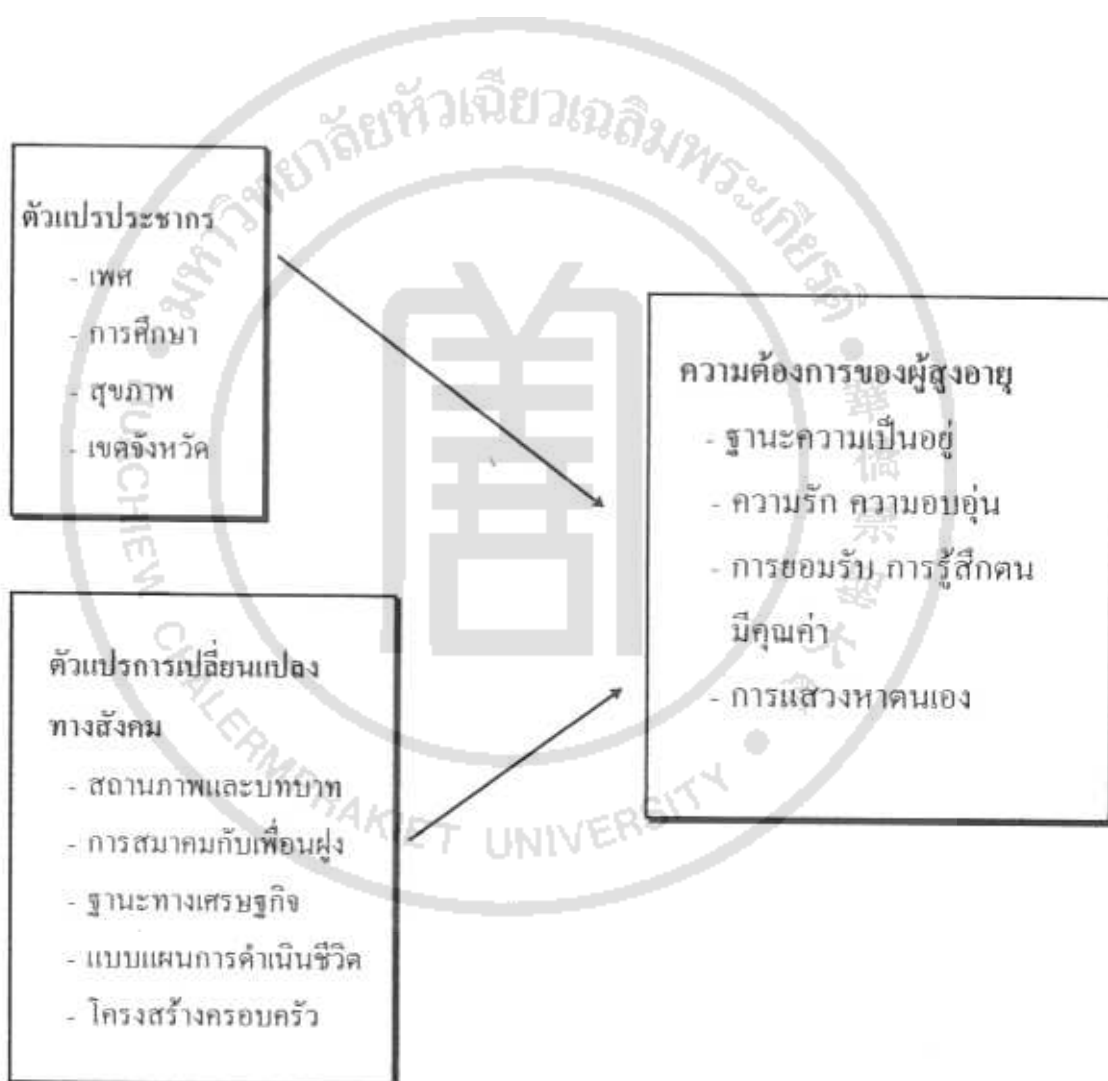 ตัวแปรประชากร
- เพศ
- การศึกษา
- สุขภาพ
- เขตจังหวัด
ตัวแปรการเปลี่ยนแปลง
ทางสังคม
- สถานภาพและบทบาท
- การสมาคมกับเพื่อนฝูง
- ฐานะทางเศรษฐกิจ
- แบบแผนการดำเนินชีวิต
- โครงสร้างครอบครัว
ความต้องการของผู้สูงอายุ
- ฐานะความเป็นอยู่
- ความรัก ความอบอุ่น
- การยอมรับ การรู้สึกตน
มีคุณค่า
- การแสวงหาตนเอง
มหาวิทยาลัยหัวเฉียวเฉลิมพระเกียรติ
HUACHIEW CHALERMPRAKIET UNIVERSITY
華僑崇聖大學